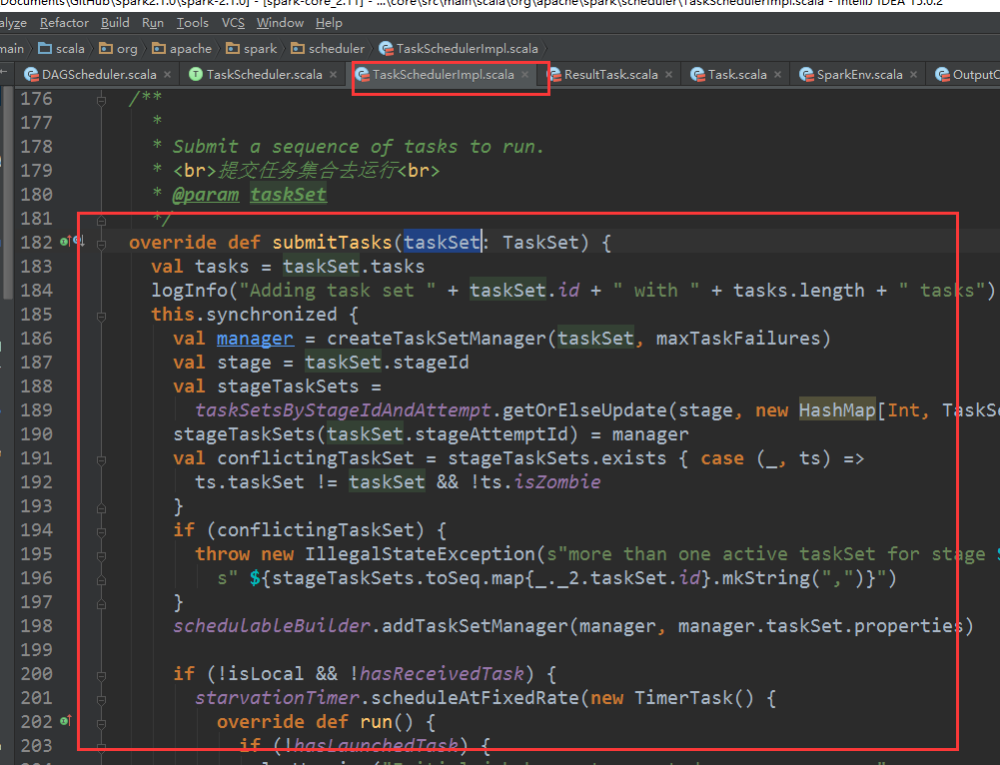 Documents\GitHub\Spark2.1.0\spark-2.1.0] - [spark-core_2.11] - ...\core\src\main\scala\org\apache\spark\scheduler\TaskSchedulerImpl.scala - IntelliJ IDEA 15.0.2
alyze Refactor Build Run Tools VCS Window Help
main scala org apache spark scheduler TaskSchedulerImpl.scala
DAGScheduler.scala × TaskScheduler.scala × TaskSchedulerImpl.scala × ResultTask.scala × Task.scala × SparkEnv.scala × OutputC
176 /**
177 *
178 * Submit a sequence of tasks to run.
179 * <br>提交任务集合去运行<br>
180 * @param taskSet
181 */
182 override def submitTasks(taskSet: TaskSet) {
183 val tasks = taskSet.tasks
184 logInfo("Adding task set " + taskSet.id + " with " + tasks.length + " tasks")
185 this.synchronized {
186 val manager = createTaskSetManager(taskSet, maxTaskFailures)
187 val stage = taskSet.stageId
188 val stageTaskSets =
189 taskSetsByStageIdAndAttempt.getOrElseUpdate(stage, new HashMap[Int, TaskSe
190 stageTaskSets(taskSet.stageAttemptId) = manager
191 val conflictingTaskSet = stageTaskSets.exists { case (_, ts) =>
192 ts.taskSet != taskSet && !ts.isZombie
193 }
194 if (conflictingTaskSet) {
195 throw new IllegalStateException(s"more than one active taskSet for stage $
196 s" ${stageTaskSets.toSeq.map{_._2.taskSet.id}.mkString(",")}")
197 }
198 schedulableBuilder.addTaskSetManager(manager, manager.taskSet.properties)
199
200 if (!isLocal && !hasReceivedTask) {
201 starvationTimer.scheduleAtFixedRate(new TimerTask() {
202 override def run() {
203 if (!hasLaunchedTask) {